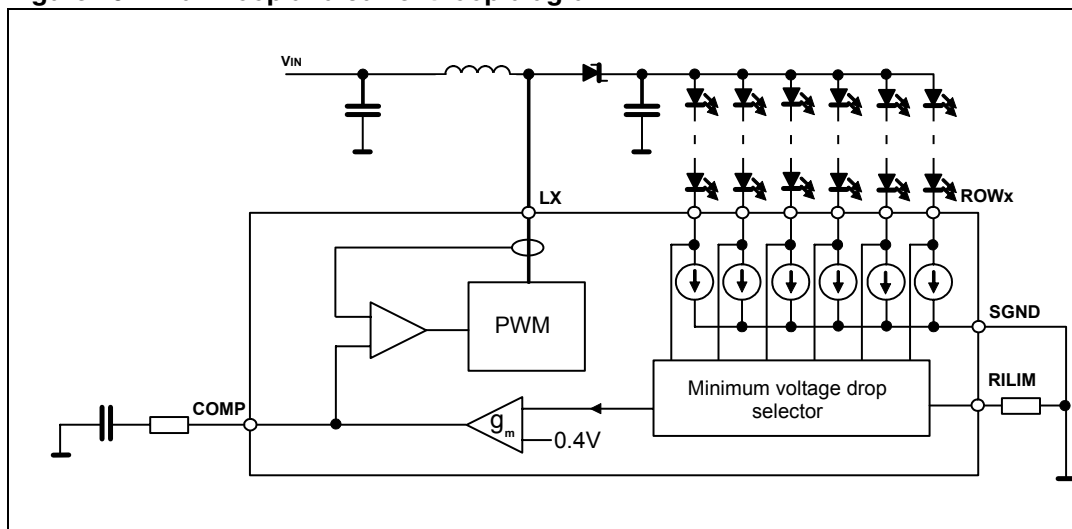 VIN
LX
ROWx
PWM
SGND
Minimum voltage drop
selector
RILIM
COMP
gm
0.4V